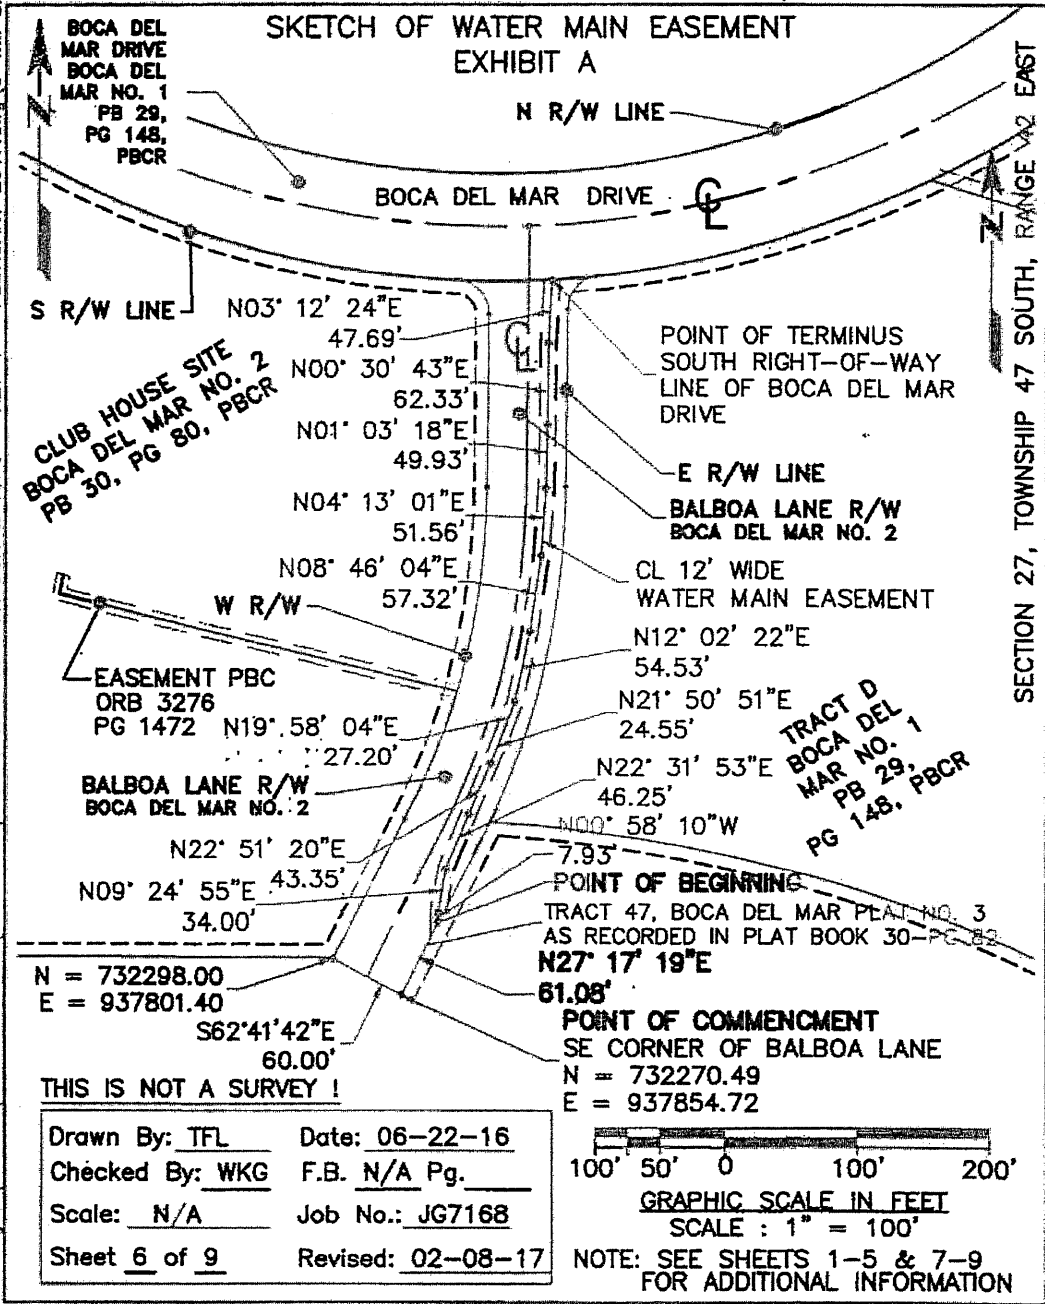 SKETCH OF WATER MAIN EASEMENT
EXHIBIT A
BOCA DEL
MAR DRIVE
BOCA DEL
MAR NO. 1
PB 29,
PG 148,
PBCR
N
N R/W LINE
BOCA DEL MAR DRIVE
CL
S R/W LINE
N
SECTION 27, TOWNSHIP 47 SOUTH, RANGE 42 EAST
CLUB HOUSE SITE
BOCA DEL MAR NO. 2
PB 30, PG 80, PBCR
N03° 12' 24"E
47.69'
N00° 30' 43"E
62.33'
N01° 03' 18"E
49.93'
N04° 13' 01"E
51.56'
N08° 46' 04"E
57.32'
CL
POINT OF TERMINUS
SOUTH RIGHT-OF-WAY
LINE OF BOCA DEL MAR
DRIVE
E R/W LINE
BALBOA LANE R/W
BOCA DEL MAR NO. 2
CL 12' WIDE
WATER MAIN EASEMENT
W R/W
EASEMENT PBC
ORB 3276
PG 1472
N19° 58' 04"E
27.20'
BALBOA LANE R/W
BOCA DEL MAR NO. 2
N22° 51' 20"E
43.35'
N09° 24' 55"E
34.00'
N12° 02' 22"E
54.53'
N21° 50' 51"E
24.55'
N22° 31' 53"E
46.25'
N00° 58' 10"W
7.93'
TRACT D
BOCA DEL
MAR NO. 1
PB 29,
PG 148, PBCR
POINT OF BEGINNING
TRACT 47, BOCA DEL MAR PLAT NO. 3
AS RECORDED IN PLAT BOOK 30-PG 82
N27° 17' 19"E
61.08'
N = 732298.00
E = 937801.40
S62°41'42"E
60.00'
POINT OF COMMENCMENT
SE CORNER OF BALBOA LANE
N = 732270.49
E = 937854.72
THIS IS NOT A SURVEY !
Drawn By: TFL Date: 06-22-16
Checked By: WKG F.B. N/A Pg.
Scale: N/A Job No.: JG7168
Sheet 6 of 9 Revised: 02-08-17
100' 50' 0 100' 200'
GRAPHIC SCALE IN FEET
SCALE : 1" = 100'
NOTE: SEE SHEETS 1-5 & 7-9
FOR ADDITIONAL INFORMATION